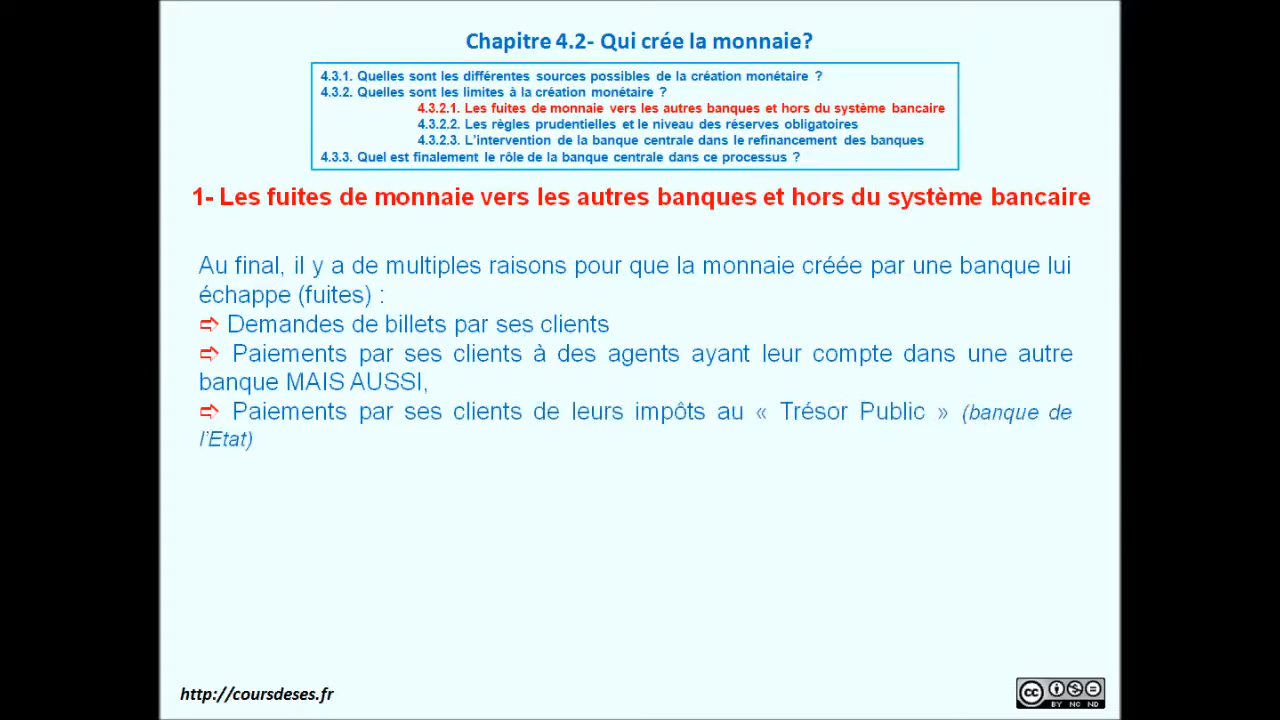 Chapitre 4.2- Qui crée la monnaie?
4.3.1. Quelles sont les différentes sources possibles de la création monétaire ?
4.3.2. Quelles sont les limites à la création monétaire ?
4.3.2.1. Les fuites de monnaie vers les autres banques et hors du système bancaire
4.3.2.2. Les règles prudentielles et le niveau des réserves obligatoires
4.3.2.3. L'intervention de la banque centrale dans le refinancement des banques
4.3.3. Quel est finalement le rôle de la banque centrale dans ce processus ?
1- Les fuites de monnaie vers les autres banques et hors du système bancaire
Au final, il y a de multiples raisons pour que la monnaie créée par une banque lui
échappe (fuites) :
⇨ Demandes de billets par ses clients
⇨ Paiements par ses clients à des agents ayant leur compte dans une autre
banque MAIS AUSSI,
⇨ Paiements par ses clients de leurs impôts au « Trésor Public » (banque de
l'Etat)
http://coursdeses.fr
cc
BY NC ND